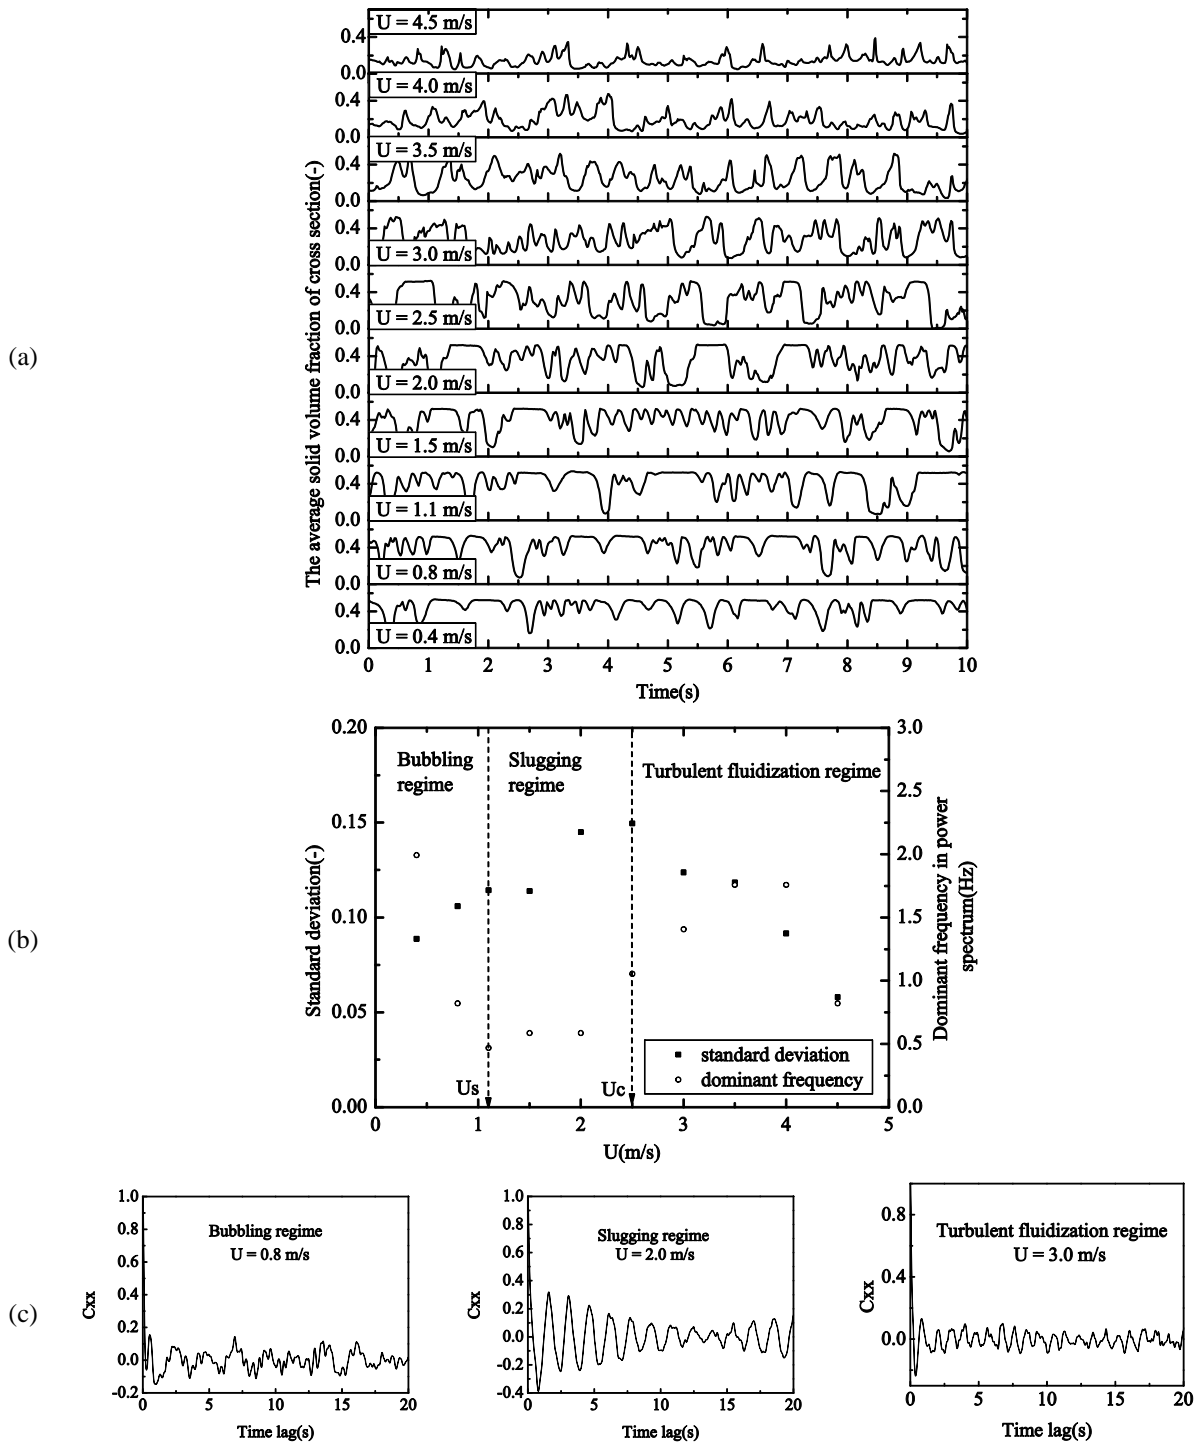 U = 4.5 m/s
0.4
0.0
U = 4.0 m/s
0.4
0.0
U = 3.5 m/s
0.4
0.0
U = 3.0 m/s
0.4
0.0
U = 2.5 m/s
0.4
0.0
U = 2.0 m/s
0.4
0.0
U = 1.5 m/s
0.4
0.0
U = 1.1 m/s
0.4
0.0
U = 0.8 m/s
0.4
0.0
U = 0.4 m/s
0.4
0.0
The average solid volume fraction of cross section(-)
(a)
0 1 2 3 4 5 6 7 8 9 10
Time(s)
(b)
Standard deviation(-)
0.20
0.15
0.10
0.05
0.00
Bubbling
regime
Slugging
regime
Turbulent fluidization regime
Us
Uc
standard deviation
dominant frequency
3.0
2.5
2.0
1.5
1.0
0.5
0.0
Dominant frequency in power
spectrum(Hz)
0 1 2 3 4 5
U(m/s)
(c)
Cxx
1.0
0.8
0.6
0.4
0.2
0.0
-0.2
Bubbling regime
U = 0.8 m/s
0 5 10 15 20
Time lag(s)
Cxx
1.0
0.8
0.6
0.4
0.2
0.0
-0.2
-0.4
Slugging regime
U = 2.0 m/s
0 5 10 15 20
Time lag(s)
Cxx
0.8
0.4
0.0
Turbulent fluidization regime
U = 3.0 m/s
0 5 10 15 20
Time lag(s)